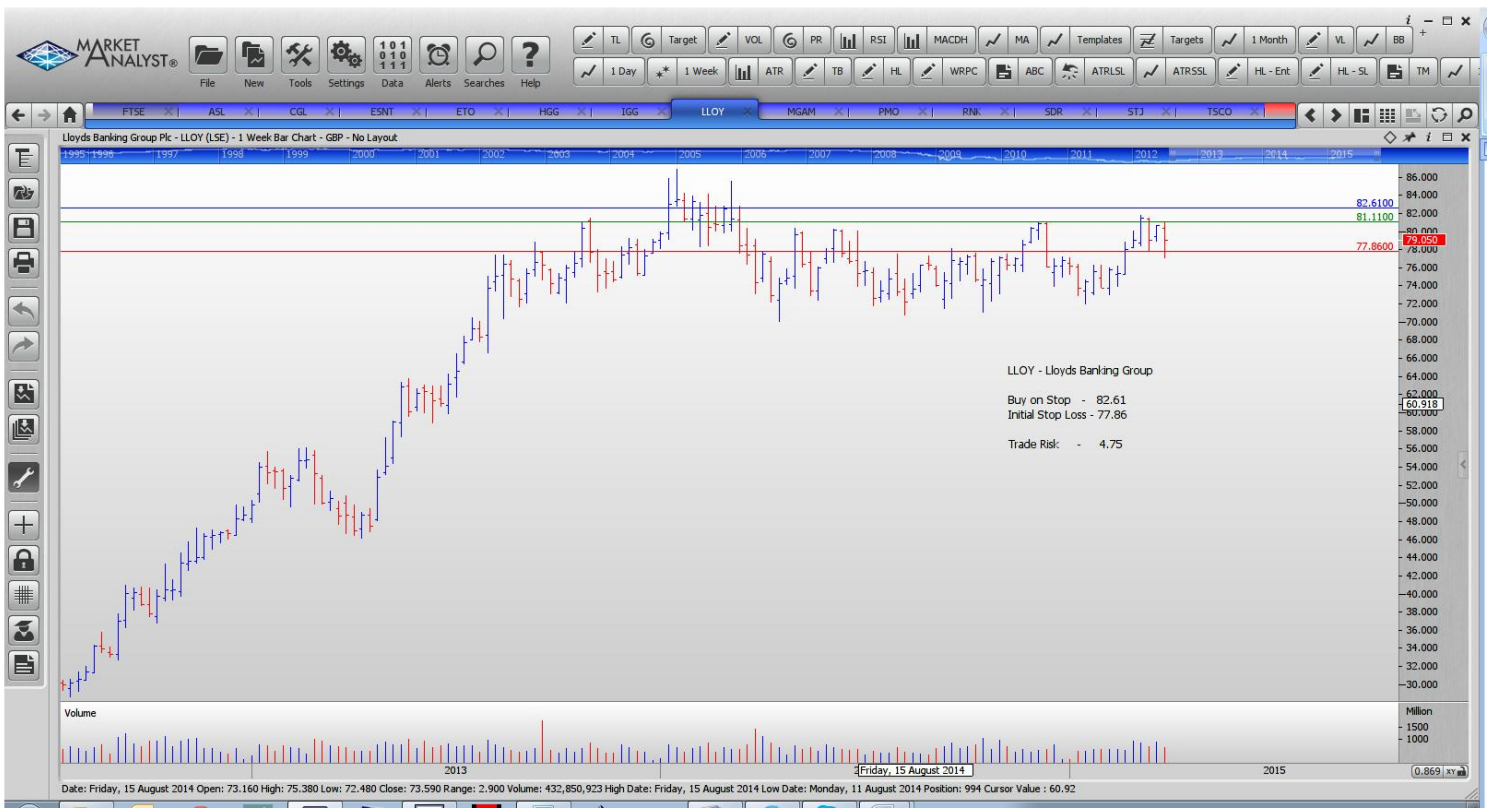 MARKET
ANALYST®
File New Tools Settings Data Alerts Searches Help
TL Target VOL PR RSI MACDH MA Templates Targets 1 Month VL BB
1 Day 1 Week ATR TB HL WRPC ABC ATRLSL ATRSSL HL - Ent HL - SL TM
FTSE ASL CGL ESNT ETO HGG IGG LLOY MGAM PMO RNK SDR STJ TSCO
Lloyds Banking Group Plc - LLOY (LSE) - 1 Week Bar Chart - GBP - No Layout
1995 1996 1997 1998 1999 2000 2001 2002 2003 2004 2005 2006 2007 2008 2009 2010 2011 2012 2013 2014 2015
86.000
84.000
82.6100
82.000
81.1100
80.000
79.050
77.8600
78.000
76.000
74.000
72.000
70.000
68.000
66.000
LLOY - Lloyds Banking Group
64.000
62.000
Buy on Stop - 82.61
60.918
60.000
Initial Stop Loss - 77.86
58.000
Trade Risk - 4.75
56.000
54.000
52.000
50.000
48.000
46.000
44.000
42.000
40.000
38.000
36.000
34.000
32.000
30.000
Volume
Million
1500
1000
2013 Friday, 15 August 2014 2015
0.869 XY
Date: Friday, 15 August 2014 Open: 73.160 High: 75.380 Low: 72.480 Close: 73.590 Range: 2.900 Volume: 432,850,923 High Date: Friday, 15 August 2014 Low Date: Monday, 11 August 2014 Position: 994 Cursor Value : 60.92